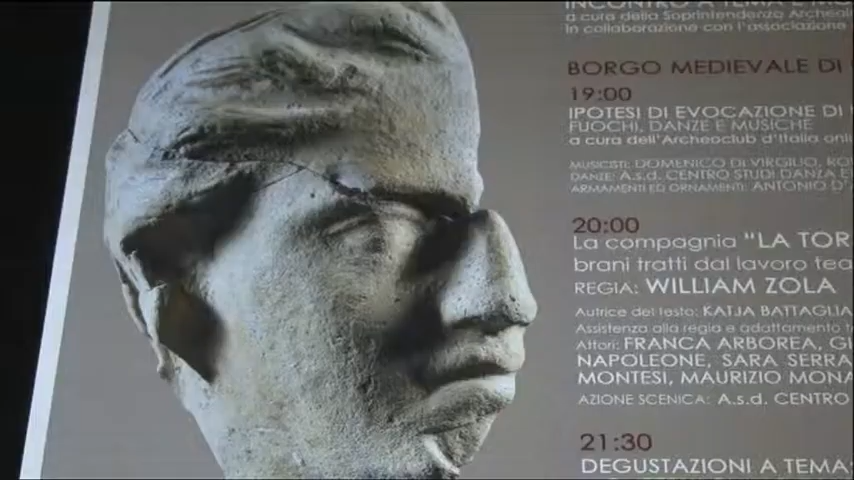 INCONTRO A TEMA E
a cura della Soprintendenza
in collaborazione con l'associazione
BORGO MEDIEVALE DI
19:00
IPOTESI DI EVOCAZIONE DI
FUOCHI, DANZE E MUSICHE
a cura dell'Archeoclub d'Italia
MUSICISTI: DOMENICO DI VIRGILIO,
DANZE: A.s.d. CENTRO STUDI DANZA
ARMAMENTI ED ORNAMENTI: ANTONIO
20:00
La compagnia "LA TOR
brani tratti dal lavoro
REGIA: WILLIAM ZOLA
Autrice del testo: KATJA BATTAGLIA
Assistenza alla regia e adattamento
Attori: FRANCA ARBOREA,
NAPOLEONE, SARA SERRA
MONTESI, MAURIZIO MONA
AZIONE SCENICA: A.s.d. CENTRO
21:30
DEGUSTAZIONI A TEMA